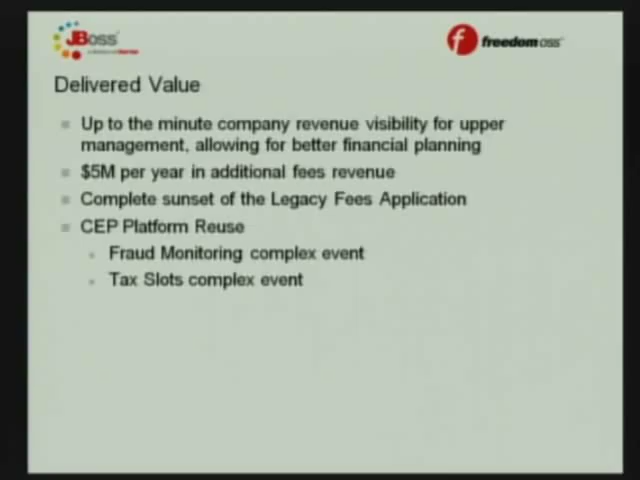 JBoss
freedom oss
Delivered Value
Up to the minute company revenue visibility for upper
management, allowing for better financial planning
$5M per year in additional fees revenue
Complete sunset of the Legacy Fees Application
CEP Platform Reuse
Fraud Monitoring complex event
Tax Slots complex event